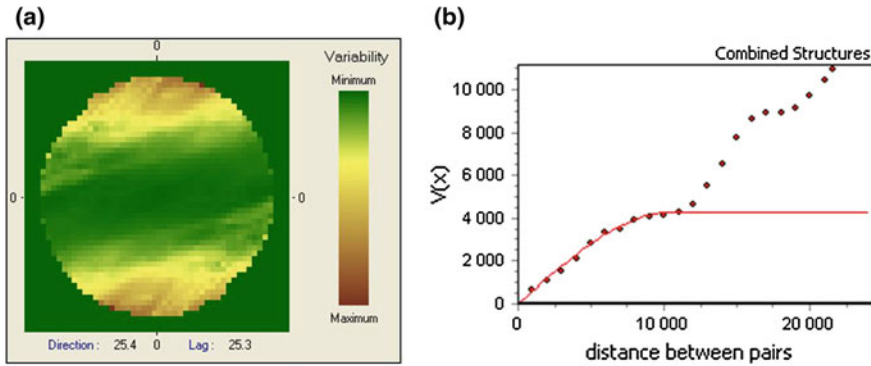 (a)
0
Variability
Minimum
0
0
Maximum
Direction : 25.4 0 Lag : 25.3
(b)
Combined Structures
10 000
8 000
6 000
4 000
2 000
0
V(x)
0 10 000 20 000
distance between pairs